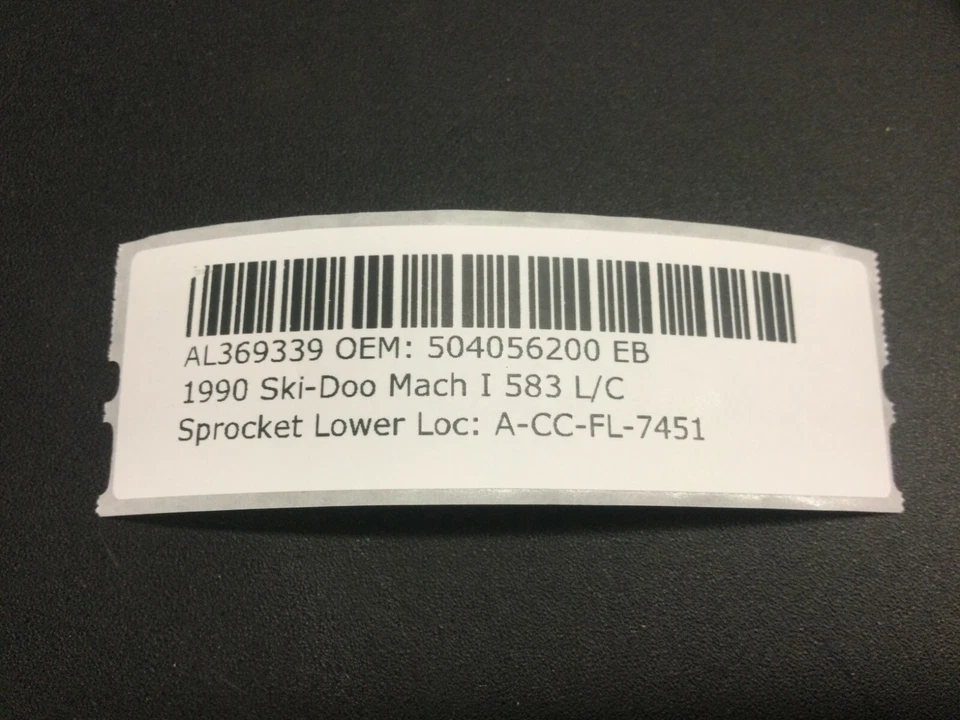 AL369339 OEM: 504056200 EB
1990 Ski-Doo Mach I 583 L/C
Sprocket Lower Loc: A-CC-FL-7451